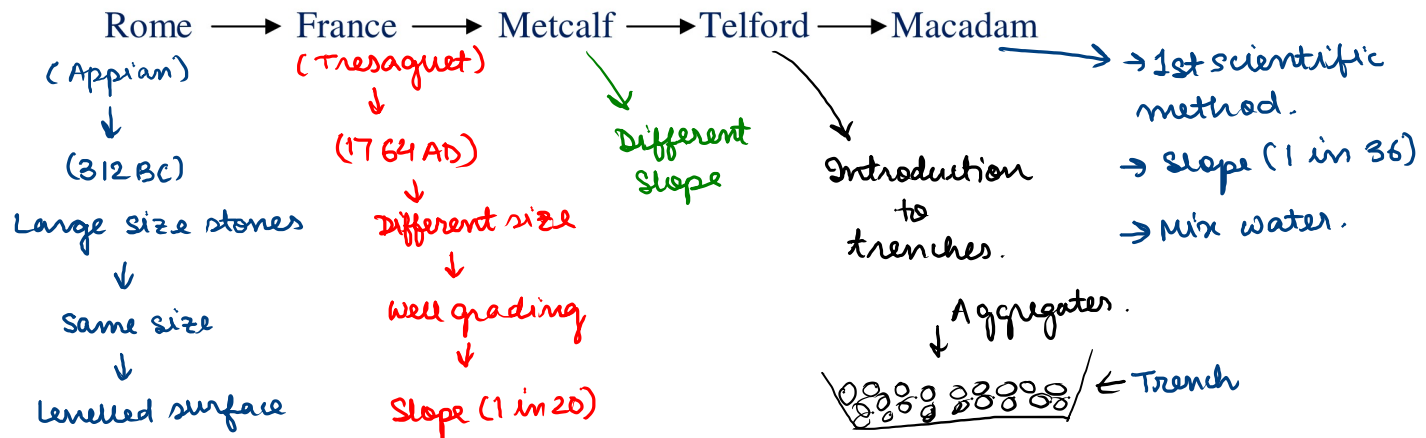 Rome → France → Metcalf → Telford → Macadam
(Appian)
↓
(312 BC)
Large size stones
↓
Same size
↓
Levelled surface
(Tresaguet)
↓
(1764 AD)
↓
Different size
↓
Well grading
↓
Slope (1 in 20)
Different
Slope
Introduction
to
trenches.
Aggregates.
← Trench
→ 1st scientific
method.
→ Slope (1 in 36)
→ Mix water.